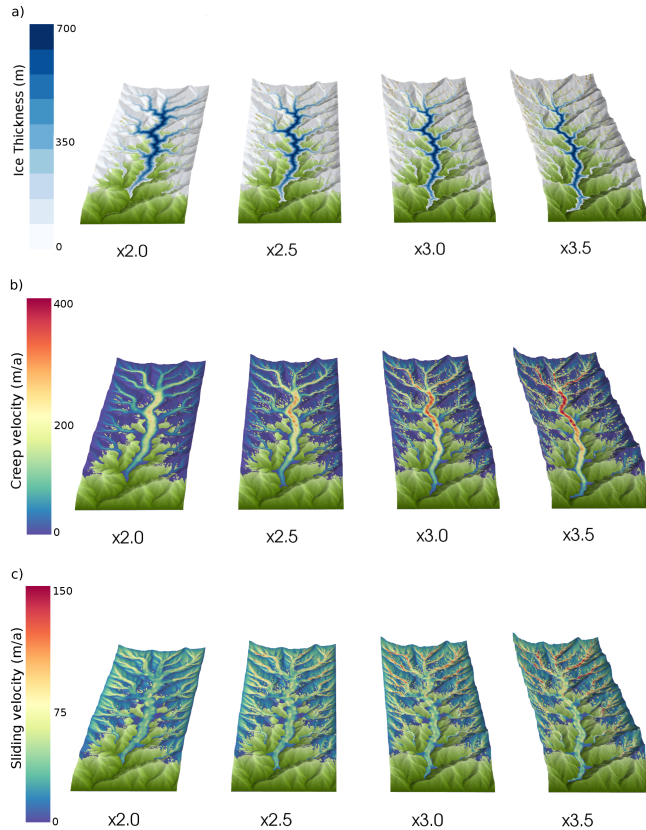 a)
700
Ice Thickness (m)
350
0
x2.0
x2.5
x3.0
x3.5
b)
400
Creep velocity (m/a)
200
0
x2.0
x2.5
x3.0
x3.5
c)
150
Sliding velocity (m/a)
75
0
x2.0
x2.5
x3.0
x3.5